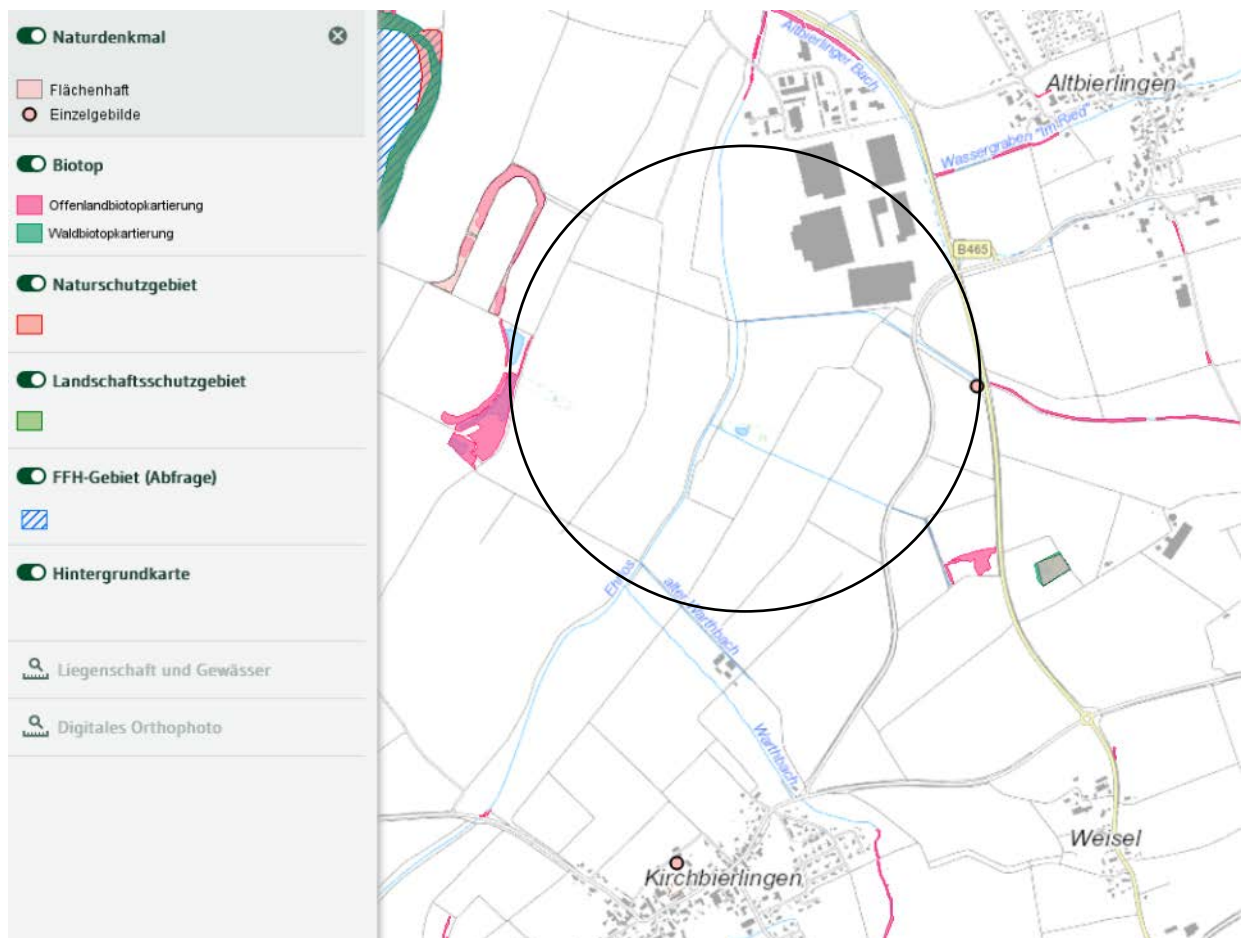 Naturdenkmal
Flächenhaft
Einzelgebilde
Biotop
Offenlandbiotopkartierung
Waldbiotopkartierung
Naturschutzgebiet
Landschaftsschutzgebiet
FFH-Gebiet (Abfrage)
Hintergrundkarte
Liegenschaft und Gewässer
Digitales Orthophoto
Altbierlinger Bach
Altbierlingen
Wassergraben "Im Ried"
B465
Ehlos
alter Warthbach
Warthbach
Weisel
Kirchbierlingen